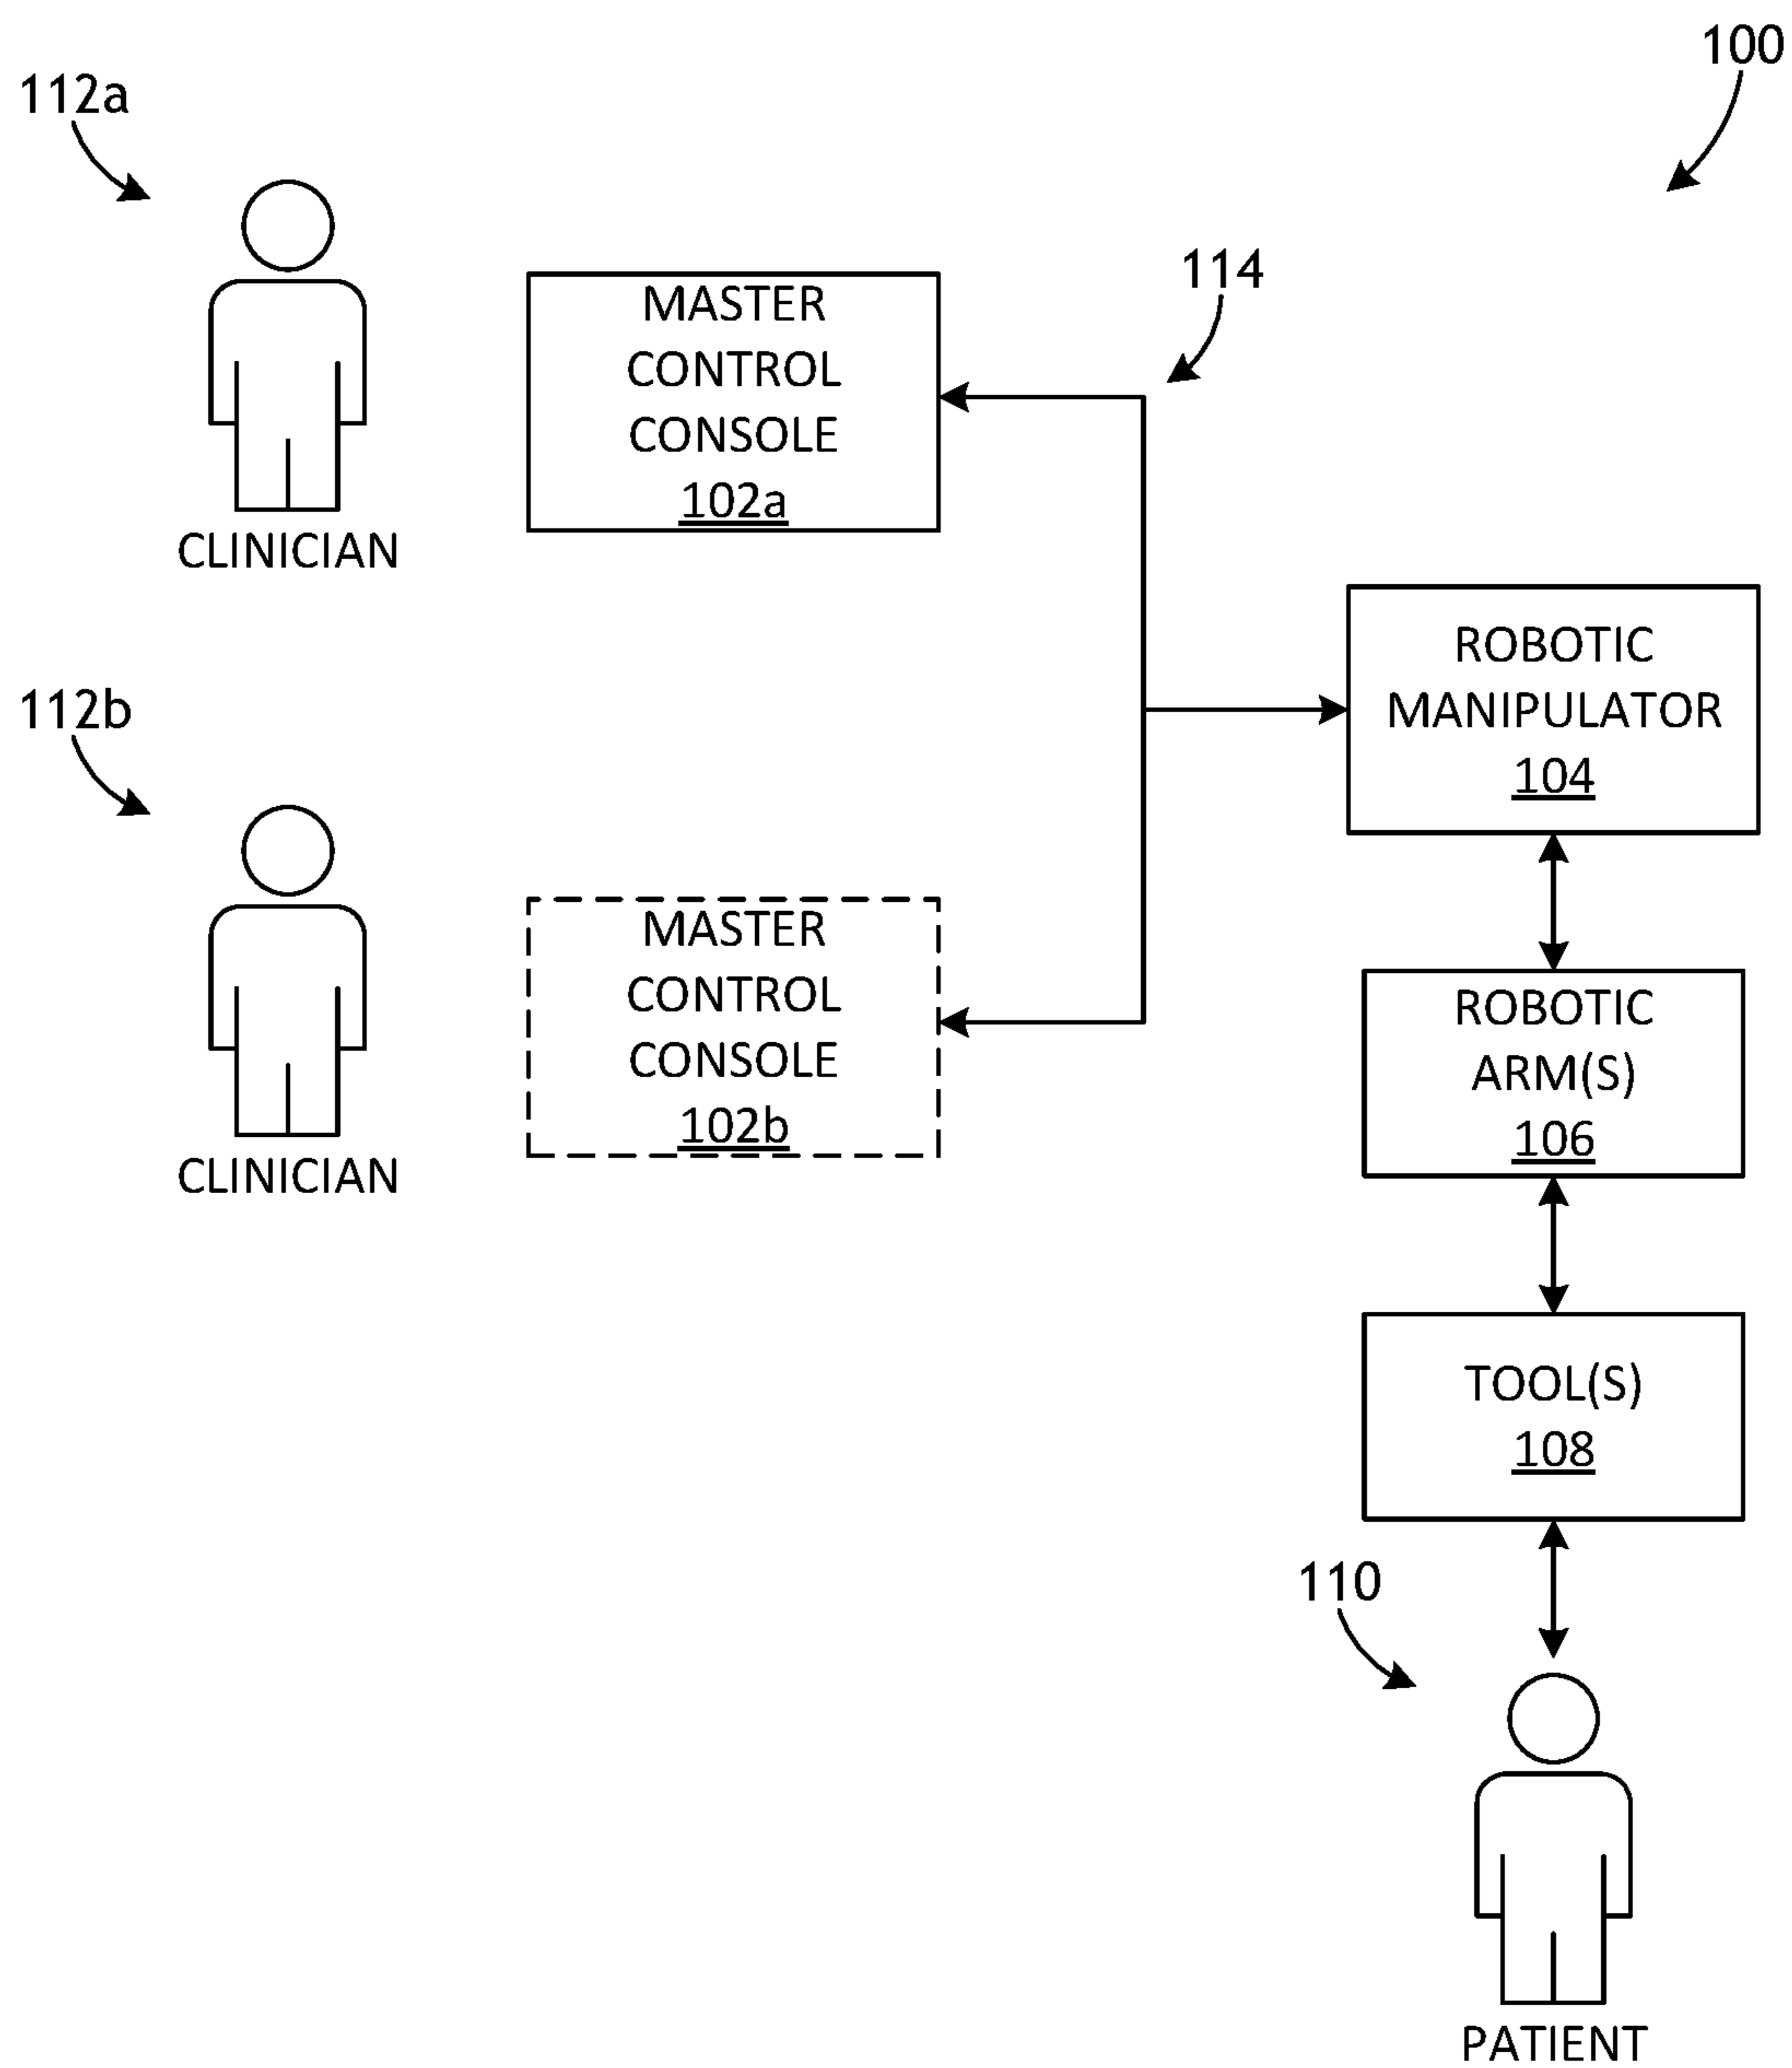 100
112a
114
MASTER
CONTROL
CONSOLE
102a
CLINICIAN
ROBOTIC
MANIPULATOR
104
112b
MASTER
CONTROL
CONSOLE
102b
CLINICIAN
ROBOTIC
ARM(S)
106
TOOL(S)
108
110
PATIENT